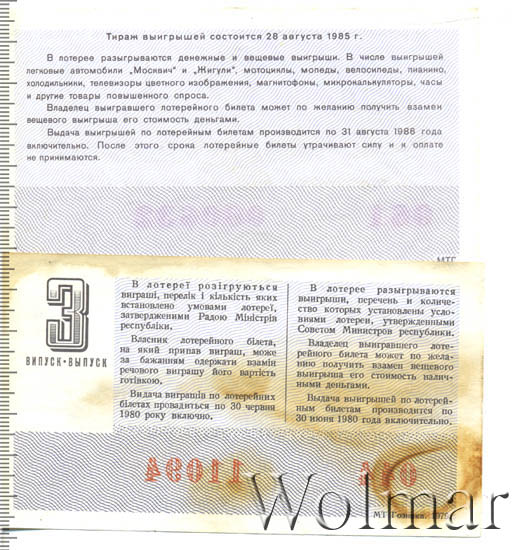 Тираж выигрышей состоится 28 августа 1985 г.
В лотерее разыгрываются денежные и вещевые выигрыши. В числе выигрышей
легковые автомобили „Москвич" и „Жигули", мотоциклы, мопеды, велосипеды, пианино,
холодильники, телевизоры цветного изображения, магнитофоны, микрокалькуляторы, часы
и другие товары повышенного спроса.
Владелец выигравшего лотерейного билета может по желанию получить взамен
вещевого выигрыша его стоимость деньгами.
Выдача выигрышей по лотерейным билетам производится по 31 августа 1986 года
включительно. После этого срока лотерейные билеты утрачивают силу и к оплате
не принимаются.
МТГ
3
ВИПУСК • ВЫПУСК
В лотереї розігруються
виграші, перелік і кількість яких
встановлено умовами лотереї,
затвердженими Радою Міністрів
республіки.
Власник лотерейного білета,
на який припав виграш, може
за бажанням одержати взамін
речового виграшу його вартість
готівкою.
Видача виграшів по лотерейних
білетах провадиться по 30 червня
1980 року включно.
В лотерее разыгрываются
выигрыши, перечень и количе-
ство которых установлены усло-
виями лотереи, утвержденными
Советом Министров республики.
Владелец выигравшего лоте-
рейного билета может по жела-
нию получить взамен вещевого
выигрыша его стоимость налич-
ными деньгами.
Выдача выигрышей по лотерей-
ным билетам производится по
30 июня 1980 года включительно.
11094
МТ Гознака. 1979.
Wolmar